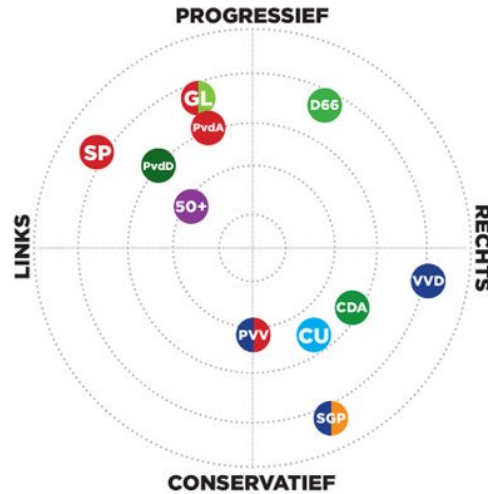 PROGRESSIEF
GL
D66
PvdA
SP
PvdD
50+
LINKS
RECHTS
VVD
CDA
PVV
CU
SGP
CONSERVATIEF